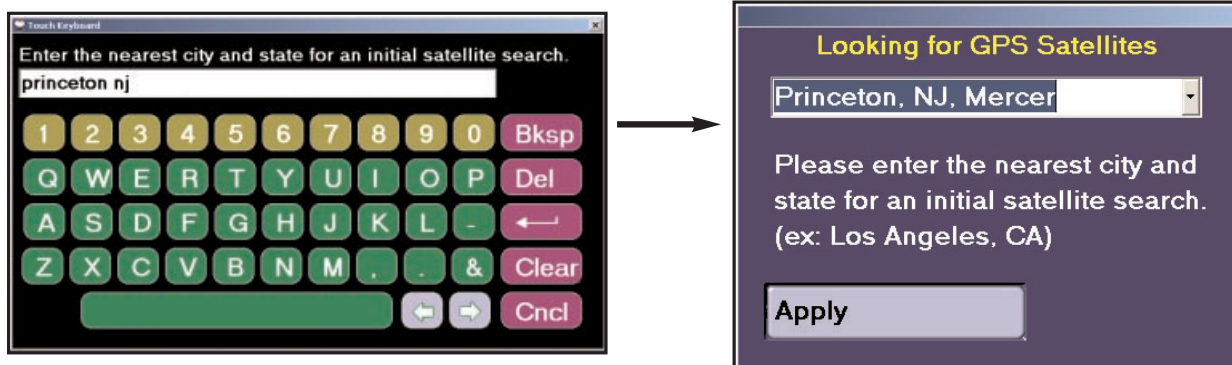 Touch Keyboard
Enter the nearest city and state for an initial satellite search.
princeton nj
1 2 3 4 5 6 7 8 9 0 Bksp
Q W E R T Y U I O P Del
A S D F G H J K L -
Z X C V B N M , . & Clear
Cncl
Looking for GPS Satellites
Princeton, NJ, Mercer
Please enter the nearest city and
state for an initial satellite search.
(ex: Los Angeles, CA)
Apply